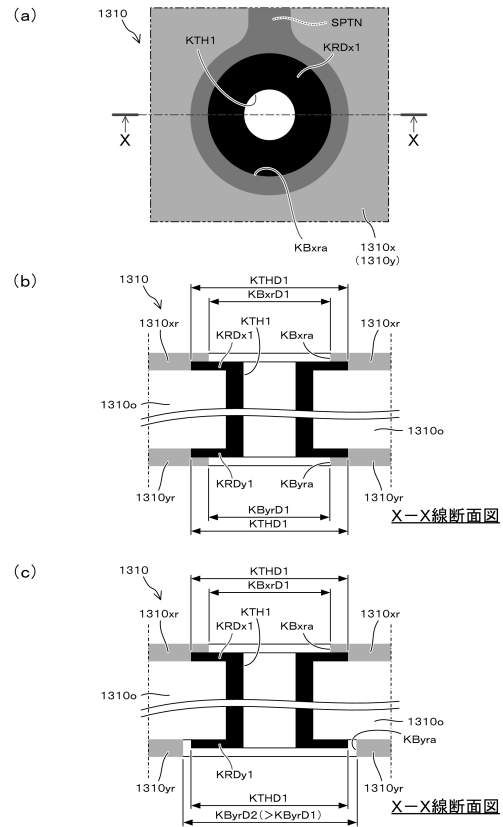 (a)
1310
SPTN
KTH1
KRDx1
X
X
KBxra
1310x
(1310y)
(b)
1310
KTHD1
KBxrD1
1310xr
KTH1
KRDx1
KBxra
1310xr
1310o
1310o
1310yr
KRDy1
KByra
1310yr
KByrD1
KTHD1
X－X線断面図
(c)
1310
KTHD1
KBxrD1
1310xr
KTH1
KRDx1
KBxra
1310xr
1310o
1310o
KByra
1310yr
KRDy1
1310yr
KTHD1
KByrD2(>KByrD1)
X－X線断面図